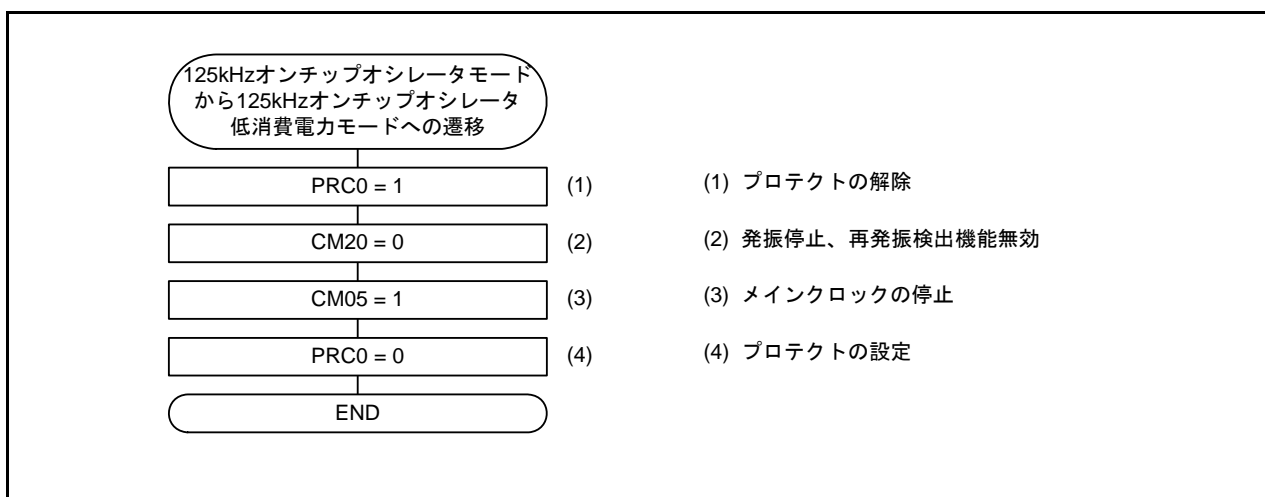 125kHzオンチップオシレータモード
から125kHzオンチップオシレータ
低消費電力モードへの遷移
PRC0 = 1 (1) (1) プロテクトの解除
CM20 = 0 (2) (2) 発振停止、再発振検出機能無効
CM05 = 1 (3) (3) メインクロックの停止
PRC0 = 0 (4) (4) プロテクトの設定
END